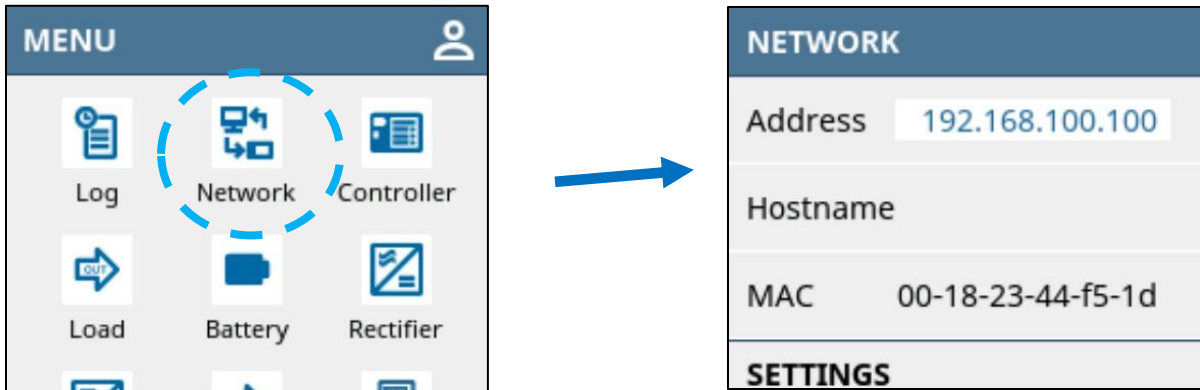 MENU
Log
Network
Controller
OUT
Load
Battery
Rectifier
NETWORK
Address 192.168.100.100
Hostname
MAC 00-18-23-44-f5-1d
SETTINGS